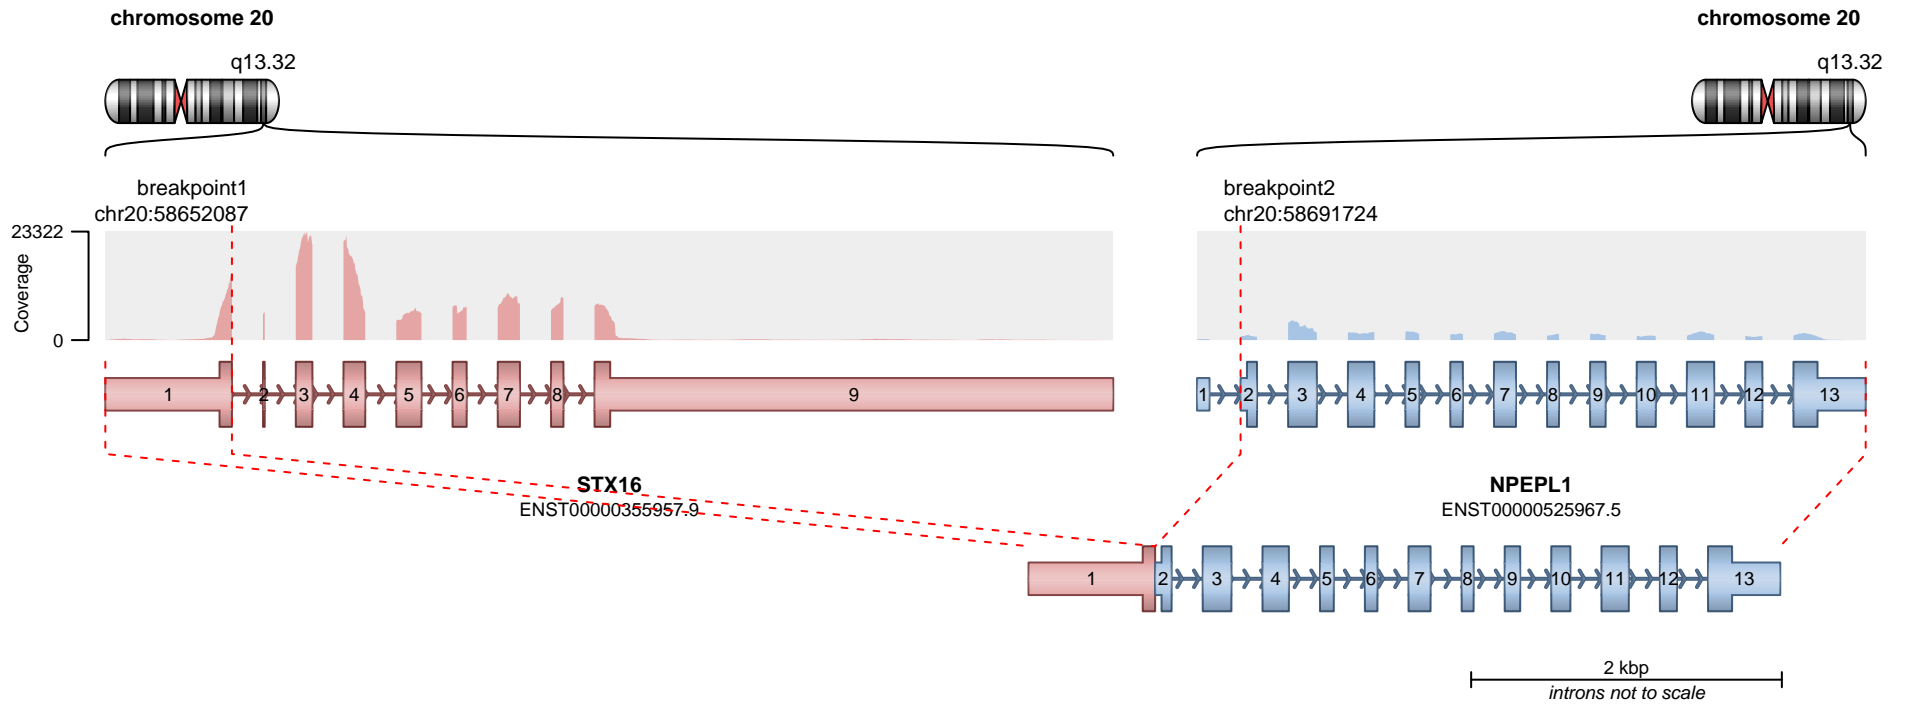 chromosome 20
chromosome 20
q13.32
q13.32
breakpoint1
chr20:58652087
breakpoint2
chr20:58691724
23322
Coverage
0
1 2 3 4 5 6 7 8 9
1 2 3 4 5 6 7 8 9 10 11 12 13
STX16
ENST00000355957.9
NPEPL1
ENST00000525967.5
1 2 3 4 5 6 7 8 9 10 11 12 13
2 kbp
introns not to scale